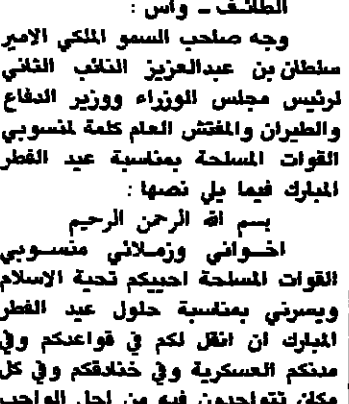 الطائف ـ واس :
وجه صاحب السمو الملكي الامير
سلطان بن عبدالعزيز النائب الثاني
لرئيس مجلس الوزراء ووزير الدفاع
والطيران والمفتش العام كلمة لمنسوبي
القوات المسلحة بمناسبة عيد الفطر
المبارك فيما يلي نصها :
بسم الله الرحمن الرحيم
اخواني وزملائي منسوبي
القوات المسلحة احييكم تحية الاسلام
ويسرني بمناسبة حلول عيد الفطر
المبارك ان انقل لكم في قواعدكم وفي
مدنكم العسكرية وفي خنادقكم وفي كل
مكان تتواجدون فيه من اجل الواجب